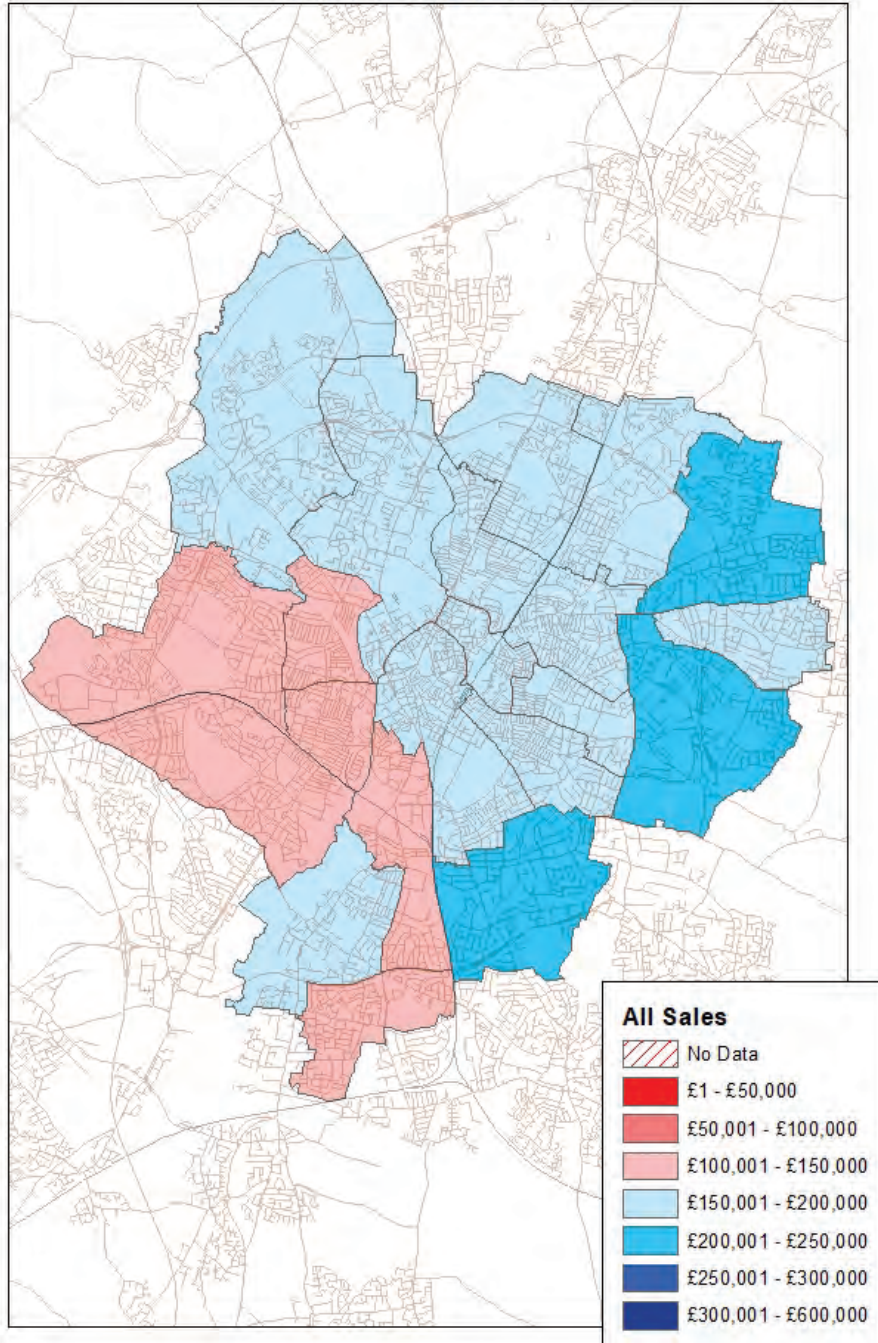 All Sales
No Data
£1 - £50,000
£50,001 - £100,000
£100,001 - £150,000
£150,001 - £200,000
£200,001 - £250,000
£250,001 - £300,000
£300,001 - £600,000